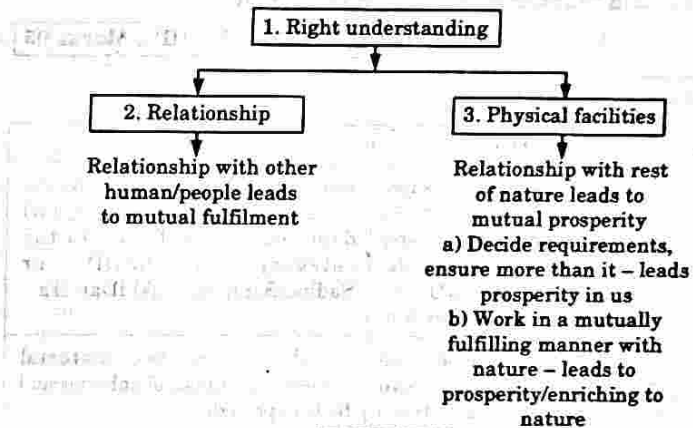 1. Right understanding
2. Relationship
Relationship with other
human/people leads
to mutual fulfilment
3. Physical facilities
Relationship with rest
of nature leads to
mutual prosperity
a) Decide requirements,
ensure more than it – leads
prosperity in us
b) Work in a mutually
fulfilling manner with
nature – leads to
prosperity/enriching to
nature